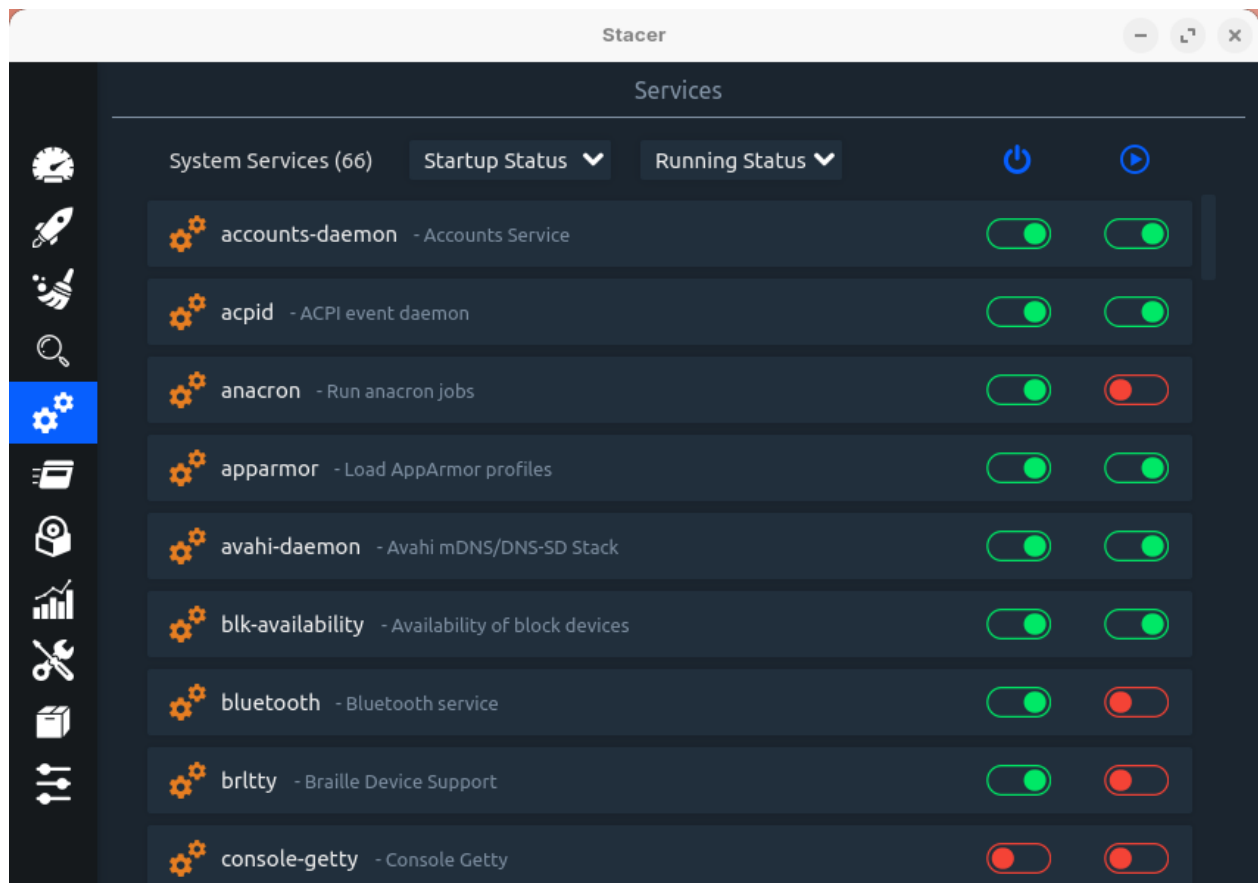 Stacer
Services
System Services (66) Startup Status Running Status
accounts-daemon - Accounts Service
acpid - ACPI event daemon
anacron - Run anacron jobs
apparmor - Load AppArmor profiles
avahi-daemon - Avahi mDNS/DNS-SD Stack
blk-availability - Availability of block devices
bluetooth - Bluetooth service
brltty - Braille Device Support
console-getty - Console Getty